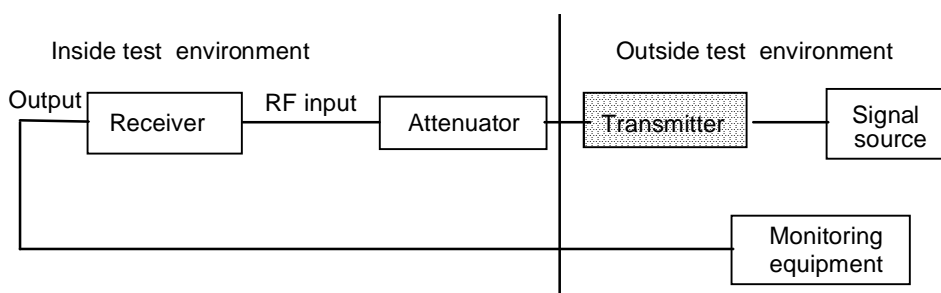 Inside test environment
Outside test environment
Output
Receiver
RF input
Attenuator
Transmitter
Signal
source
Monitoring
equipment